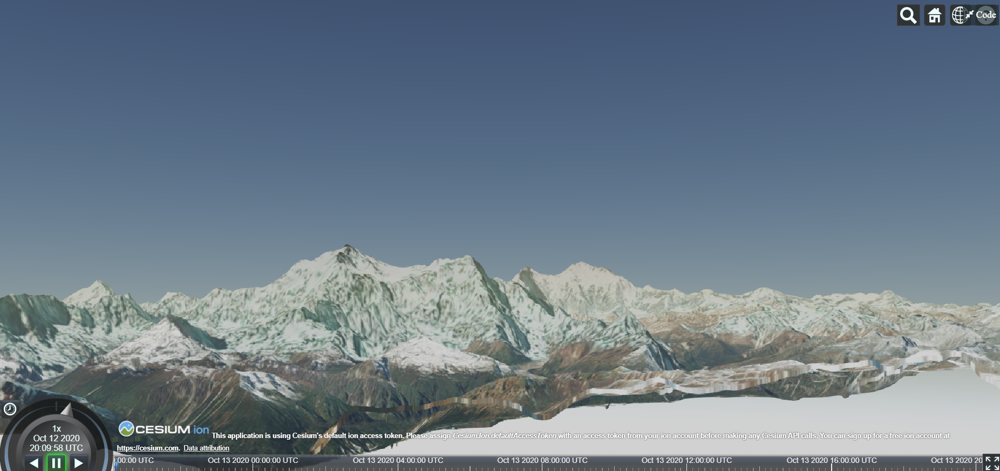 Code
1x
Oct 12 2020
20:09:58 UTC
CESIUM ion This application is using Cesium's default ion access token. Please assign Cesium.Ion.defaultAccessToken with an access token from your ion account before making any Cesium API calls. You can sign up for a free ion account at
https://cesium.com. Data attribution
:00:00 UTC Oct 13 2020 00:00:00 UTC Oct 13 2020 04:00:00 UTC Oct 13 2020 08:00:00 UTC Oct 13 2020 12:00:00 UTC Oct 13 2020 16:00:00 UTC Oct 13 2020 20